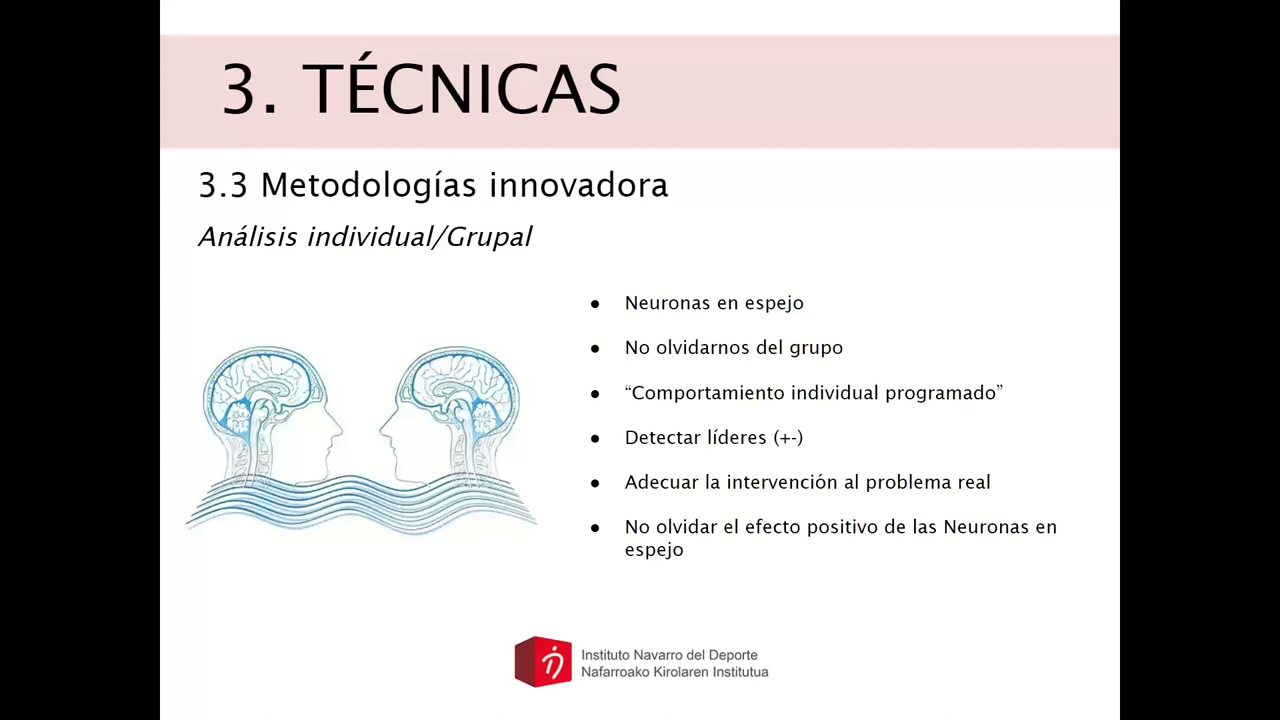 3. TÉCNICAS
3.3 Metodologías innovadora
Análisis individual/Grupal
● Neuronas en espejo
● No olvidarnos del grupo
● “Comportamiento individual programado”
● Detectar líderes (+-)
● Adecuar la intervención al problema real
● No olvidar el efecto positivo de las Neuronas en
espejo
Instituto Navarro del Deporte
Nafarroako Kirolaren Institutua